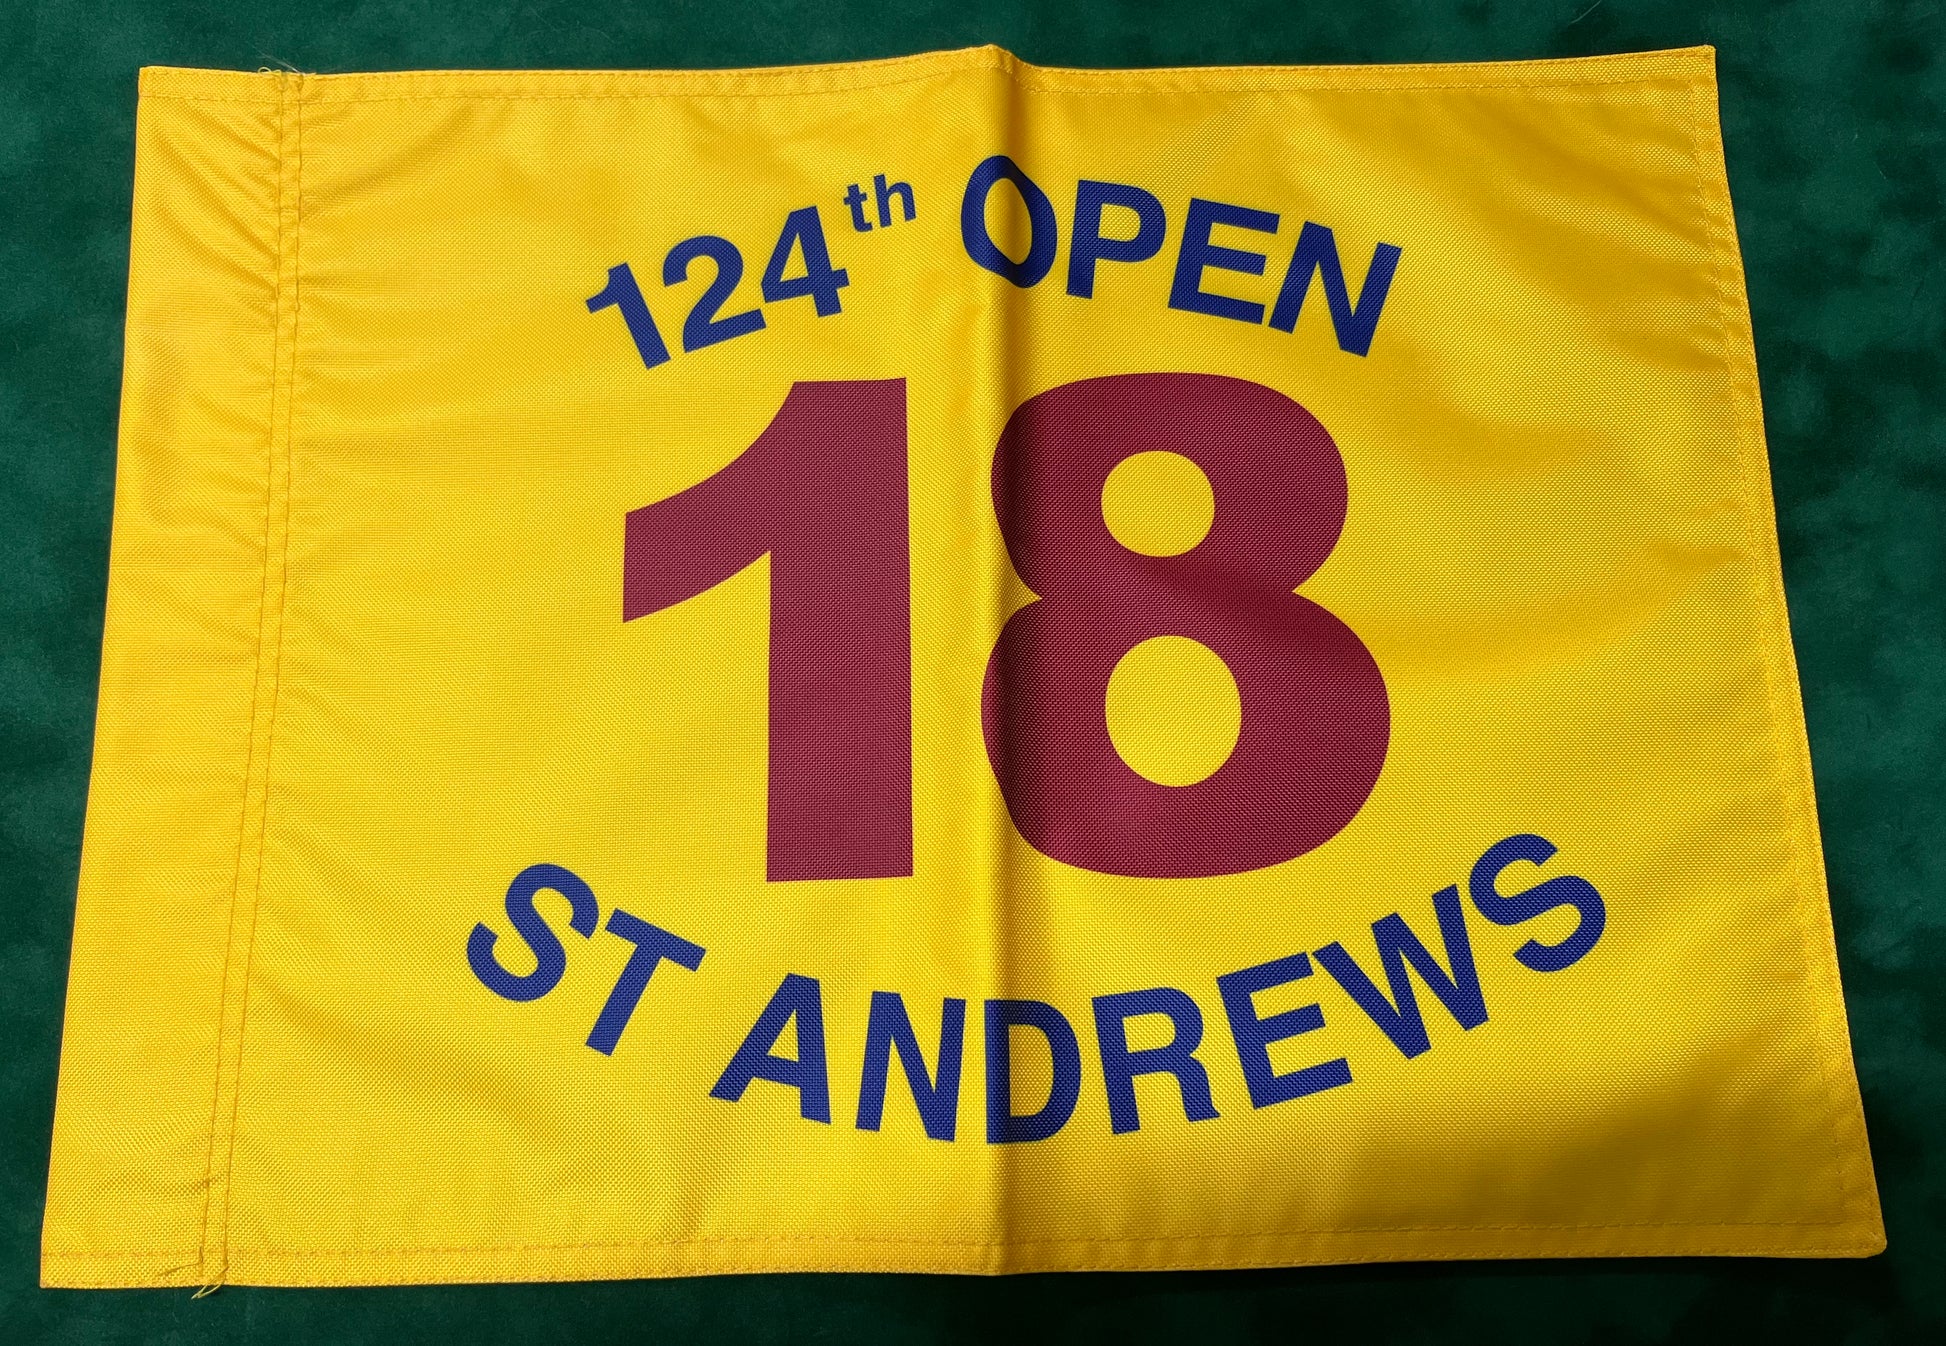 124th OPEN
18
ST ANDREWS